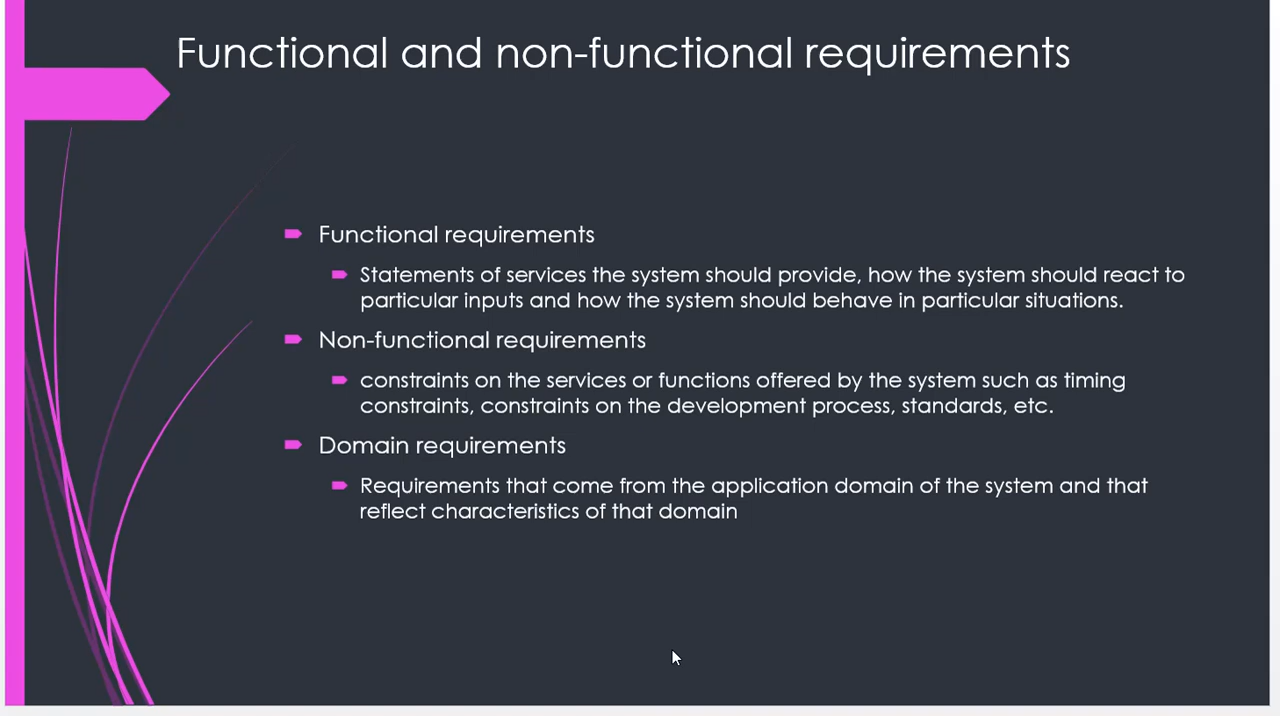 Functional and non-functional requirements
Functional requirements
Statements of services the system should provide, how the system should react to
particular inputs and how the system should behave in particular situations.
Non-functional requirements
constraints on the services or functions offered by the system such as timing
constraints, constraints on the development process, standards, etc.
Domain requirements
Requirements that come from the application domain of the system and that
reflect characteristics of that domain